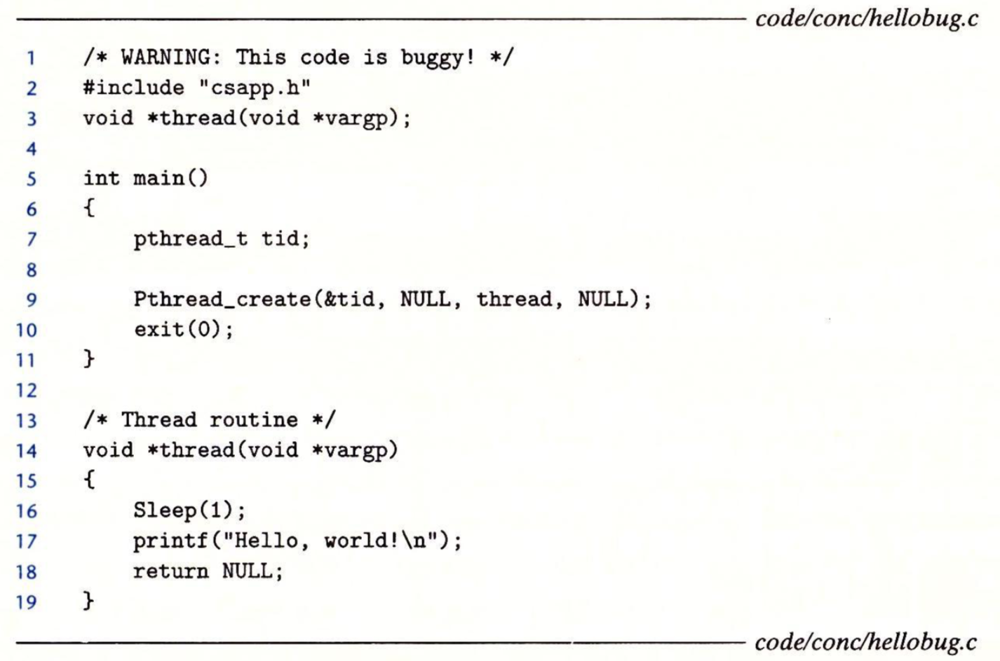 code/conc/hellobug.c
1 /* WARNING: This code is buggy! */
2 #include "csapp.h"
3 void *thread(void *vargp);
4
5 int main()
6 {
7 pthread_t tid;
8
9 Pthread_create(&tid, NULL, thread, NULL);
10 exit(0);
11 }
12
13 /* Thread routine */
14 void *thread(void *vargp)
15 {
16 Sleep(1);
17 printf("Hello, world!\n");
18 return NULL;
19 }
code/conc/hellobug.c